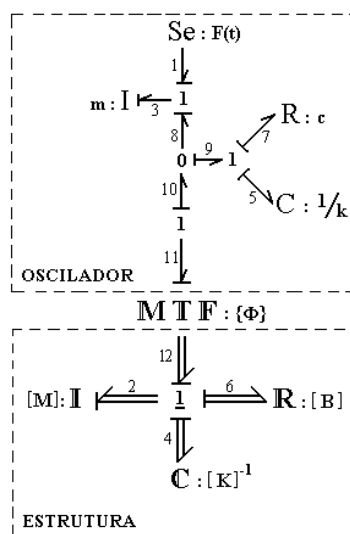 Se : F(t)
1
m : I 3 1
R : c
8 9 7
0 1
10 5
C : 1/k
1
11
OSCILADOR
MTF : {Φ}
12
[M] : I 2 1 6 R : [B]
4
C : [K]⁻¹
ESTRUTURA